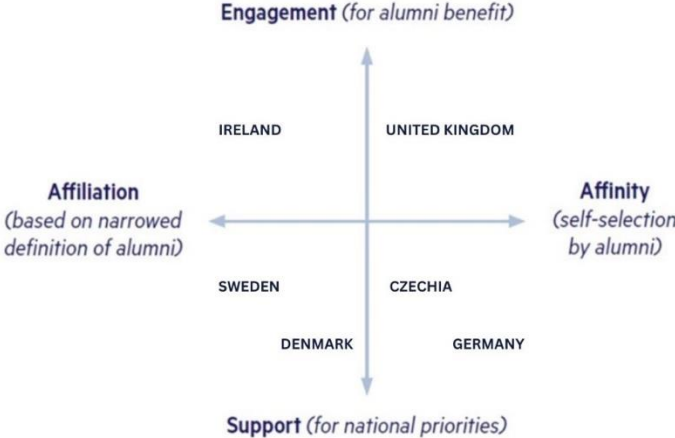 Engagement (for alumni benefit)
IRELAND
UNITED KINGDOM
Affiliation
(based on narrowed
definition of alumni)
Affinity
(self-selection
by alumni)
SWEDEN
CZECHIA
DENMARK
GERMANY
Support (for national priorities)